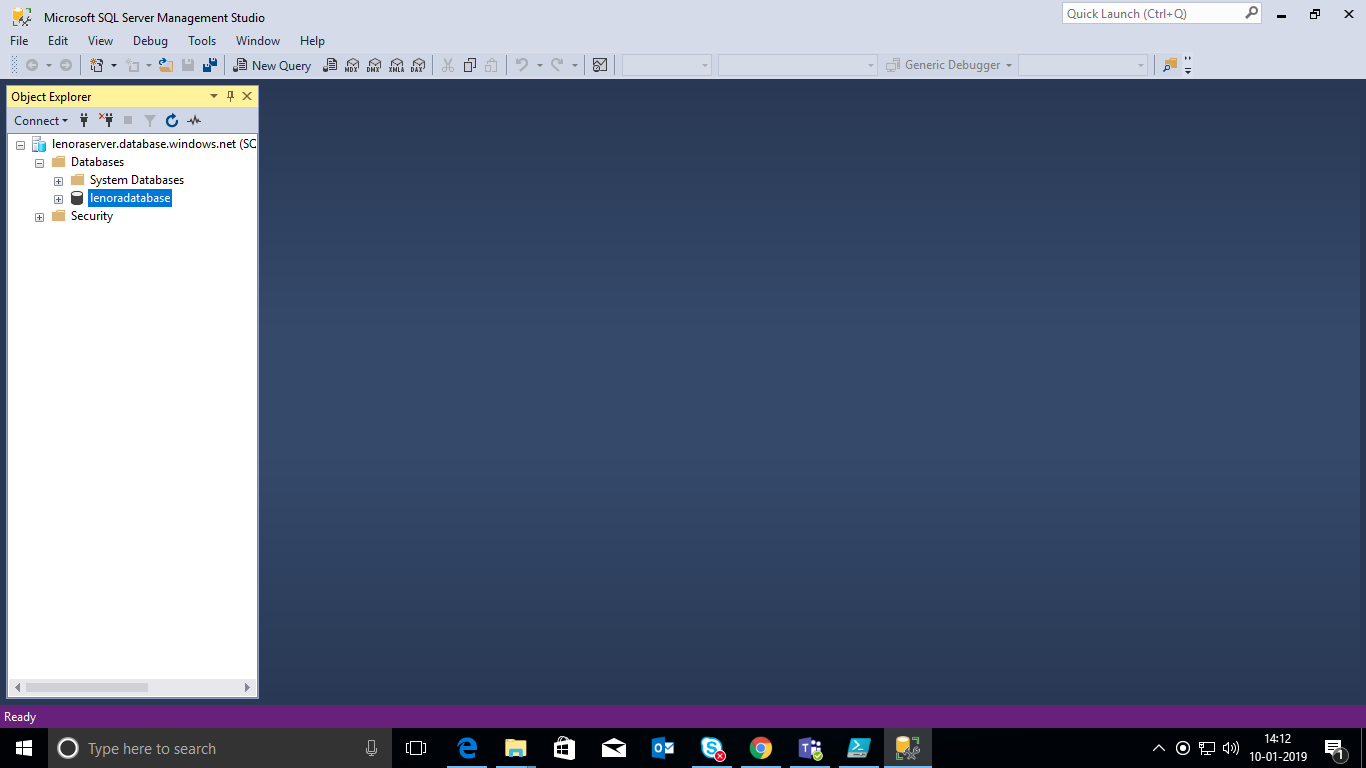 Microsoft SQL Server Management Studio
Quick Launch (Ctrl+Q)
File Edit View Debug Tools Window Help
New Query
MDX DMX XMLA DAX
Generic Debugger
Object Explorer
Connect
lenoraserver.database.windows.net (SC
Databases
System Databases
lenoradatabase
Security
Ready
Type here to search
14:12
10-01-2019
1